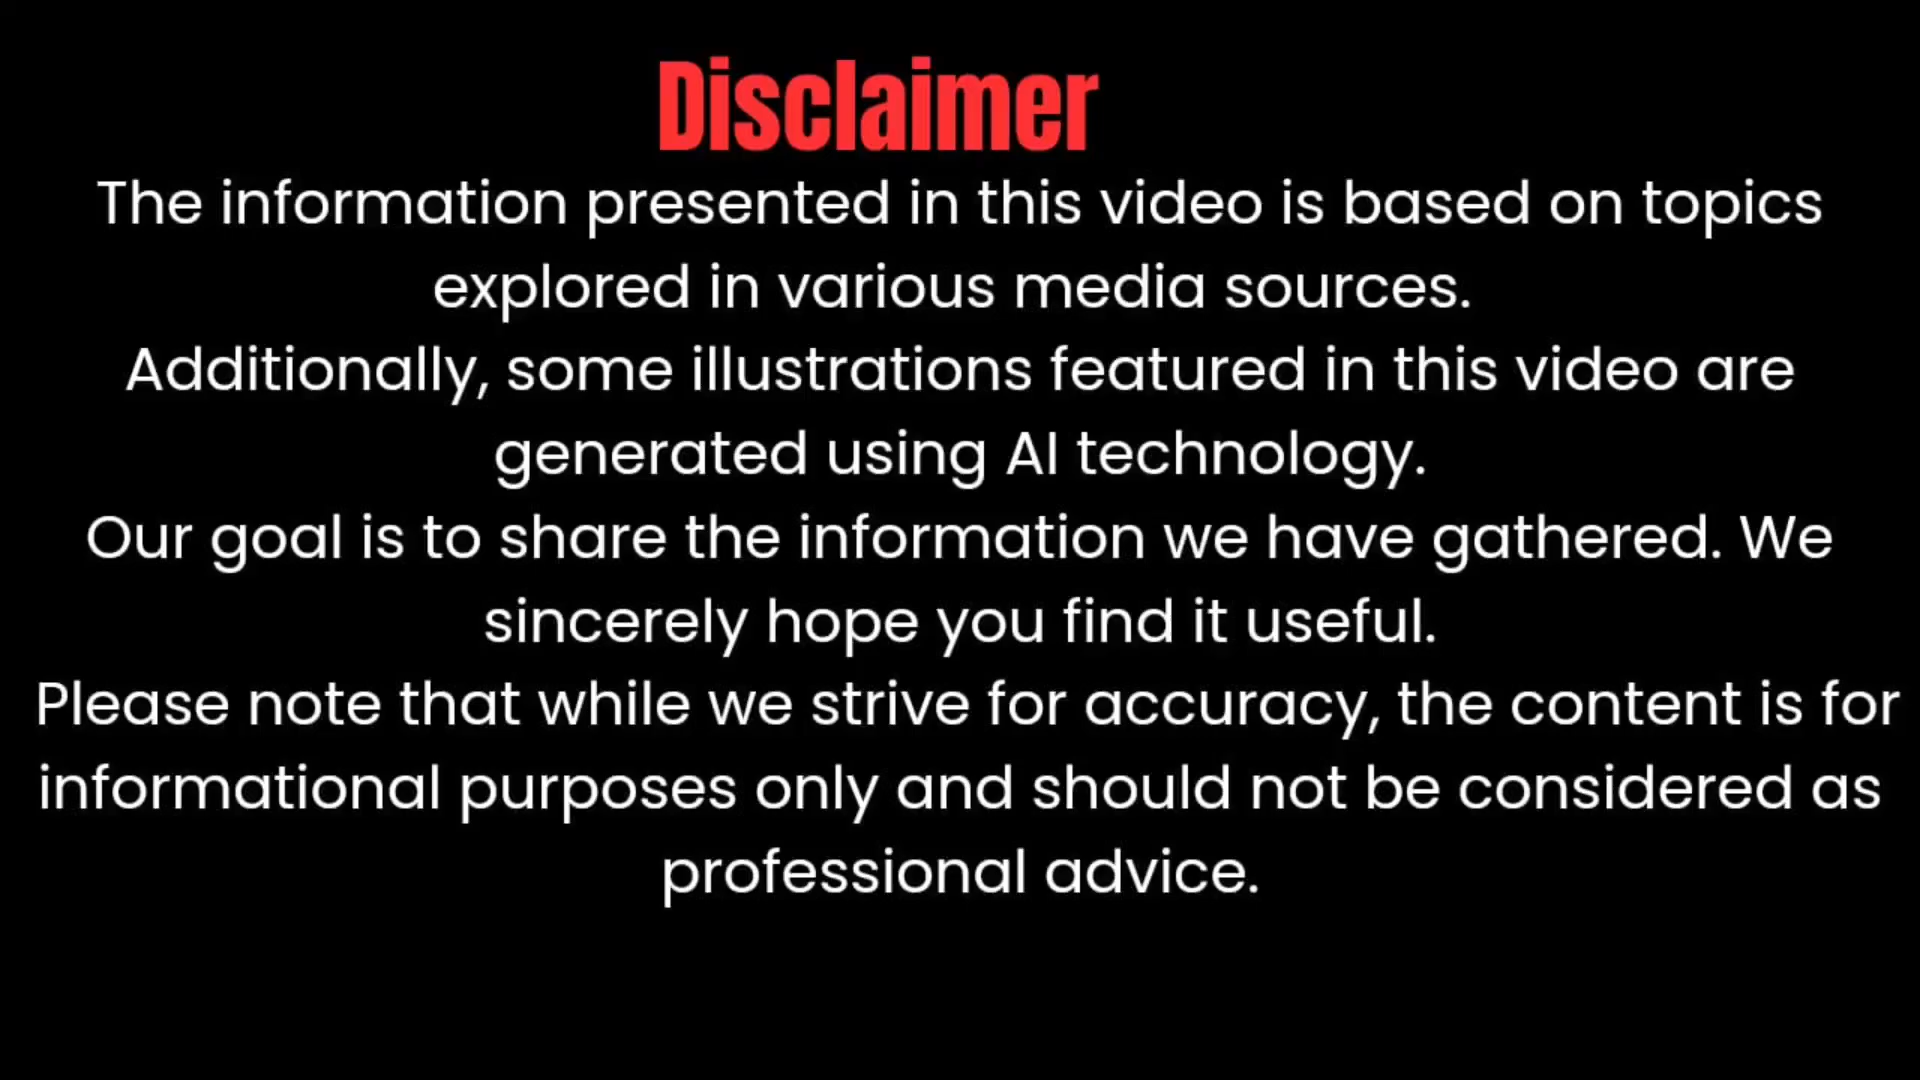 Disclaimer
The information presented in this video is based on topics
explored in various media sources.
Additionally, some illustrations featured in this video are
generated using AI technology.
Our goal is to share the information we have gathered. We
sincerely hope you find it useful.
Please note that while we strive for accuracy, the content is for
informational purposes only and should not be considered as
professional advice.